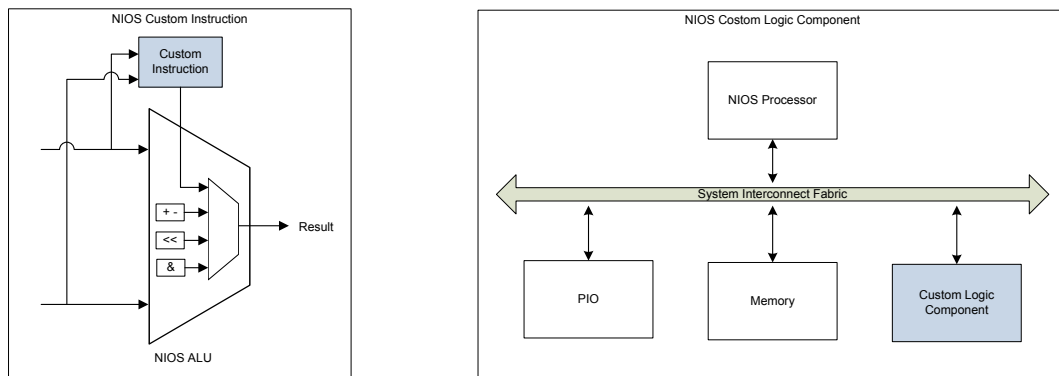 NIOS Custom Instruction
Custom
Instruction
+ -
<<
&
Result
NIOS ALU
NIOS Costom Logic Component
NIOS Processor
System Interconnect Fabric
PIO
Memory
Custom Logic
Component